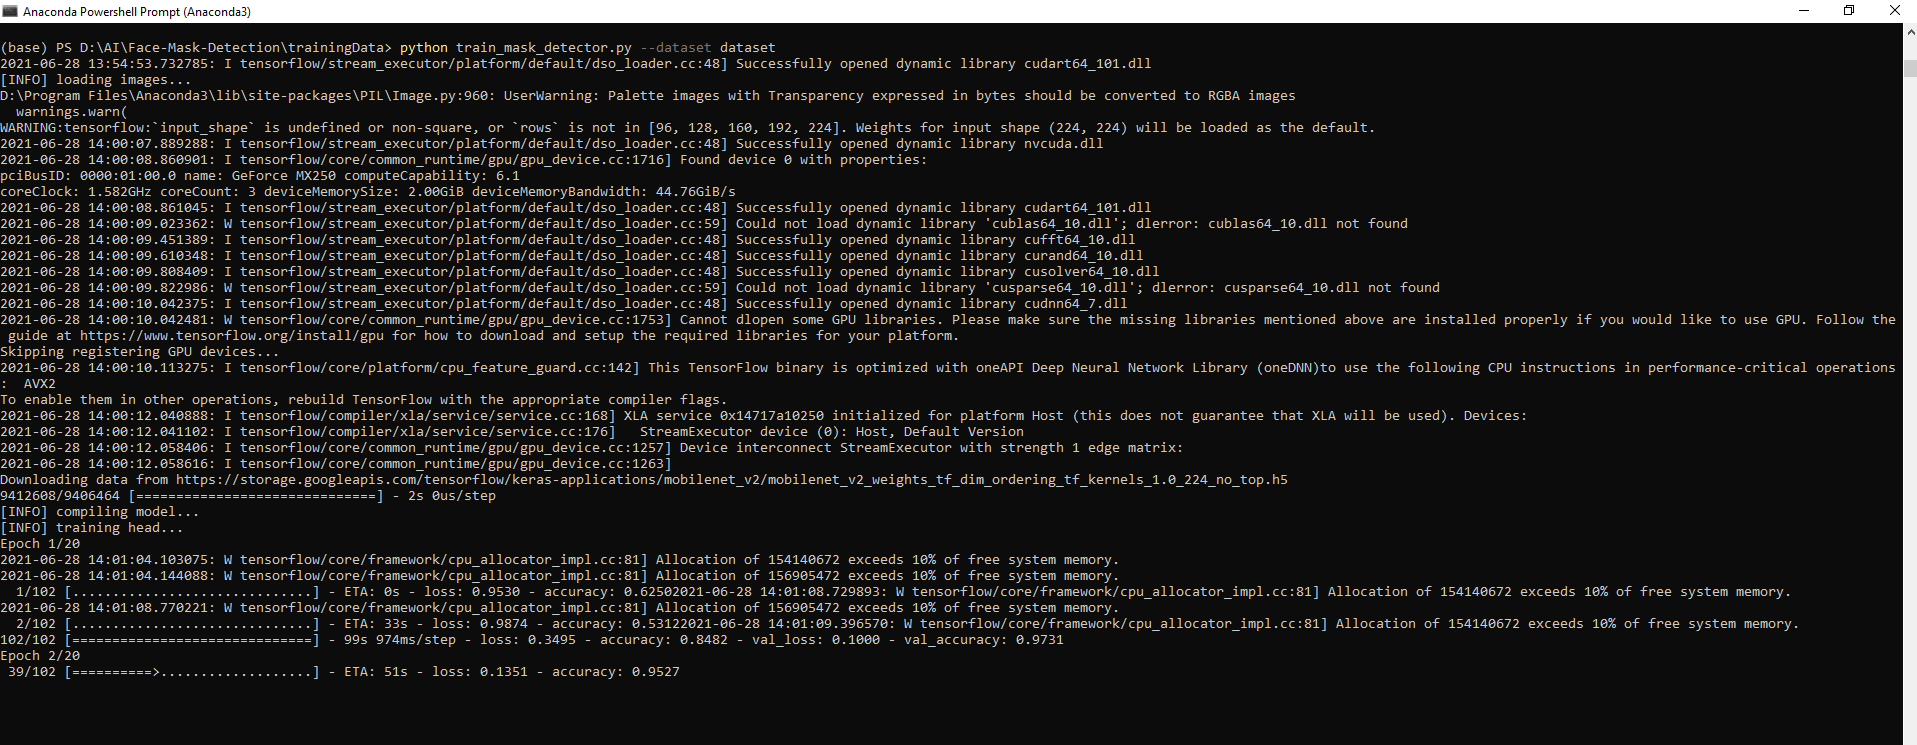 Anaconda Powershell Prompt (Anaconda3)
(base) PS D:\AI\Face-Mask-Detection\trainingData> python train_mask_detector.py --dataset dataset
2021-06-28 13:54:53.732785: I tensorflow/stream_executor/platform/default/dso_loader.cc:48] Successfully opened dynamic library cudart64_101.dll
[INFO] loading images...
D:\Program Files\Anaconda3\lib\site-packages\PIL\Image.py:960: UserWarning: Palette images with Transparency expressed in bytes should be converted to RGBA images
  warnings.warn(
WARNING:tensorflow:`input_shape` is undefined or non-square, or `rows` is not in [96, 128, 160, 192, 224]. Weights for input shape (224, 224) will be loaded as the default.
2021-06-28 14:00:07.889288: I tensorflow/stream_executor/platform/default/dso_loader.cc:48] Successfully opened dynamic library nvcuda.dll
2021-06-28 14:00:08.860901: I tensorflow/core/common_runtime/gpu/gpu_device.cc:1716] Found device 0 with properties:
pciBusID: 0000:01:00.0 name: GeForce MX250 computeCapability: 6.1
coreClock: 1.582GHz coreCount: 3 deviceMemorySize: 2.00GiB deviceMemoryBandwidth: 44.76GiB/s
2021-06-28 14:00:08.861045: I tensorflow/stream_executor/platform/default/dso_loader.cc:48] Successfully opened dynamic library cudart64_101.dll
2021-06-28 14:00:09.023362: W tensorflow/stream_executor/platform/default/dso_loader.cc:59] Could not load dynamic library 'cublas64_10.dll'; dlerror: cublas64_10.dll not found
2021-06-28 14:00:09.451389: I tensorflow/stream_executor/platform/default/dso_loader.cc:48] Successfully opened dynamic library cufft64_10.dll
2021-06-28 14:00:09.610348: I tensorflow/stream_executor/platform/default/dso_loader.cc:48] Successfully opened dynamic library curand64_10.dll
2021-06-28 14:00:09.808409: I tensorflow/stream_executor/platform/default/dso_loader.cc:48] Successfully opened dynamic library cusolver64_10.dll
2021-06-28 14:00:09.822986: W tensorflow/stream_executor/platform/default/dso_loader.cc:59] Could not load dynamic library 'cusparse64_10.dll'; dlerror: cusparse64_10.dll not found
2021-06-28 14:00:10.042375: I tensorflow/stream_executor/platform/default/dso_loader.cc:48] Successfully opened dynamic library cudnn64_7.dll
2021-06-28 14:00:10.042481: W tensorflow/core/common_runtime/gpu/gpu_device.cc:1753] Cannot dlopen some GPU libraries. Please make sure the missing libraries mentioned above are installed properly if you would like to use GPU. Follow the
 guide at https://www.tensorflow.org/install/gpu for how to download and setup the required libraries for your platform.
Skipping registering GPU devices...
2021-06-28 14:00:10.113275: I tensorflow/core/platform/cpu_feature_guard.cc:142] This TensorFlow binary is optimized with oneAPI Deep Neural Network Library (oneDNN)to use the following CPU instructions in performance-critical operations
:  AVX2
To enable them in other operations, rebuild TensorFlow with the appropriate compiler flags.
2021-06-28 14:00:12.040888: I tensorflow/compiler/xla/service/service.cc:168] XLA service 0x14717a10250 initialized for platform Host (this does not guarantee that XLA will be used). Devices:
2021-06-28 14:00:12.041102: I tensorflow/compiler/xla/service/service.cc:176]   StreamExecutor device (0): Host, Default Version
2021-06-28 14:00:12.058406: I tensorflow/core/common_runtime/gpu/gpu_device.cc:1257] Device interconnect StreamExecutor with strength 1 edge matrix:
2021-06-28 14:00:12.058616: I tensorflow/core/common_runtime/gpu/gpu_device.cc:1263]
Downloading data from https://storage.googleapis.com/tensorflow/keras-applications/mobilenet_v2/mobilenet_v2_weights_tf_dim_ordering_tf_kernels_1.0_224_no_top.h5
9412608/9406464 [==============================] - 2s 0us/step
[INFO] compiling model...
[INFO] training head...
Epoch 1/20
2021-06-28 14:01:04.103075: W tensorflow/core/framework/cpu_allocator_impl.cc:81] Allocation of 154140672 exceeds 10% of free system memory.
2021-06-28 14:01:04.144088: W tensorflow/core/framework/cpu_allocator_impl.cc:81] Allocation of 156905472 exceeds 10% of free system memory.
  1/102 [..............................] - ETA: 0s - loss: 0.9530 - accuracy: 0.62502021-06-28 14:01:08.729893: W tensorflow/core/framework/cpu_allocator_impl.cc:81] Allocation of 154140672 exceeds 10% of free system memory.
2021-06-28 14:01:08.770221: W tensorflow/core/framework/cpu_allocator_impl.cc:81] Allocation of 156905472 exceeds 10% of free system memory.
  2/102 [..............................] - ETA: 33s - loss: 0.9874 - accuracy: 0.53122021-06-28 14:01:09.396570: W tensorflow/core/framework/cpu_allocator_impl.cc:81] Allocation of 154140672 exceeds 10% of free system memory.
102/102 [==============================] - 99s 974ms/step - loss: 0.3495 - accuracy: 0.8482 - val_loss: 0.1000 - val_accuracy: 0.9731
Epoch 2/20
 39/102 [==========>...................] - ETA: 51s - loss: 0.1351 - accuracy: 0.9527